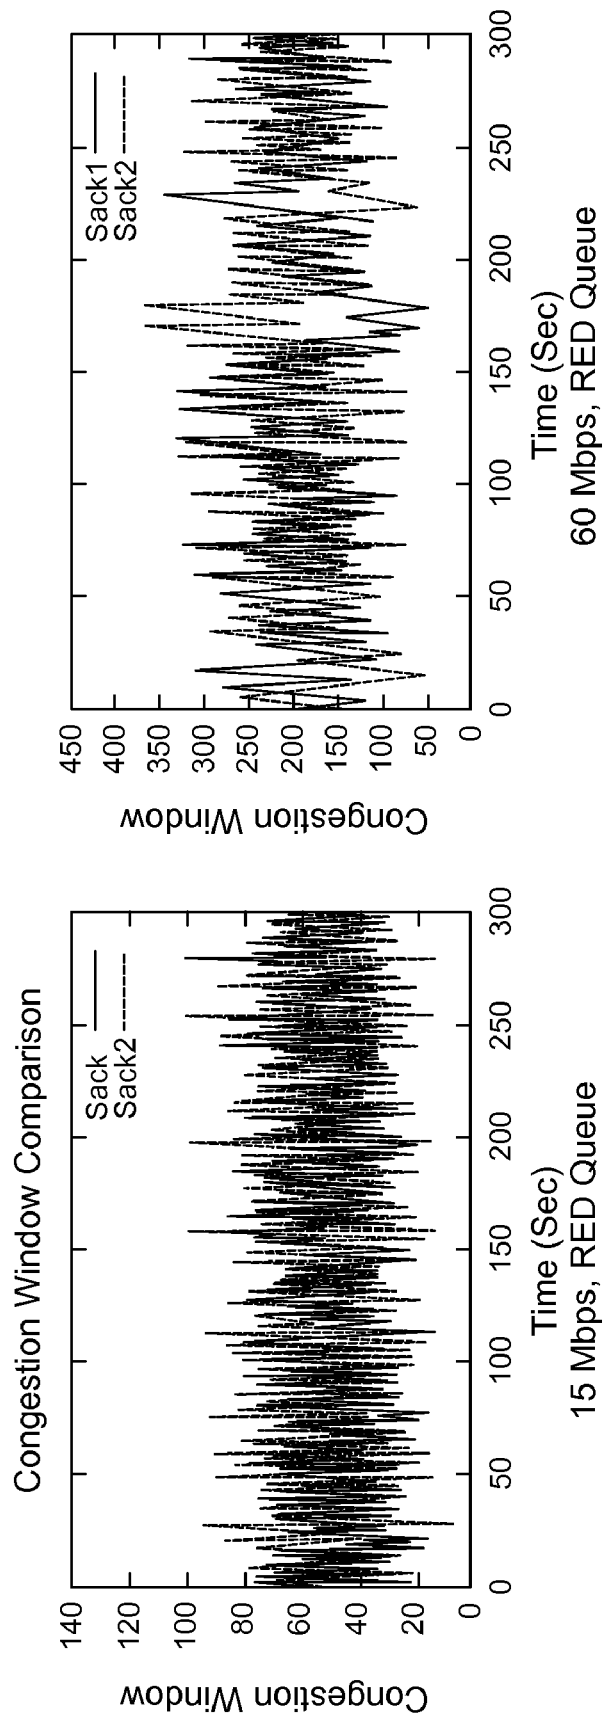 Congestion Window Comparison
Congestion Window
140
120
100
80
60
40
20
0
Sack
Sack2
0 50 100 150 200 250 300
Time (Sec)
15 Mbps, RED Queue
Congestion Window
450
400
350
300
250
200
150
100
50
0
Sack1
Sack2
0 50 100 150 200 250 300
Time (Sec)
60 Mbps, RED Queue